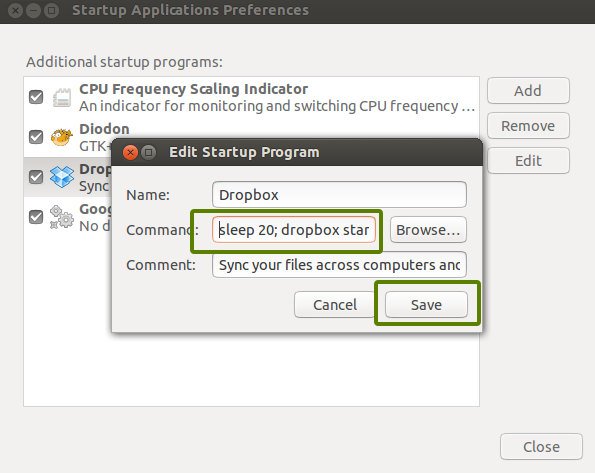 Startup Applications Preferences
Additional startup programs:
CPU Frequency Scaling Indicator
An indicator for monitoring and switching CPU frequency ...
Add
Diodon
GTK+
Remove
Drop
Sync
Edit
Goog
No d
Edit Startup Program
Name: Dropbox
Command: sleep 20; dropbox star Browse...
Comment: Sync your files across computers and
Cancel Save
Close